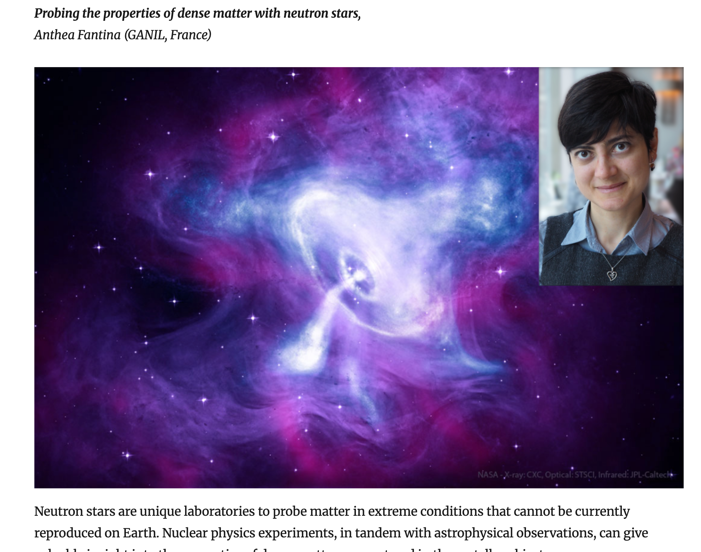 Probing the properties of dense matter with neutron stars,
Anthea Fantina (GANIL, France)
NASA - X-ray: CXC, Optical: STSCI, Infrared: JPL-Caltech
Neutron stars are unique laboratories to probe matter in extreme conditions that cannot be currently
reproduced on Earth. Nuclear physics experiments, in tandem with astrophysical observations, can give